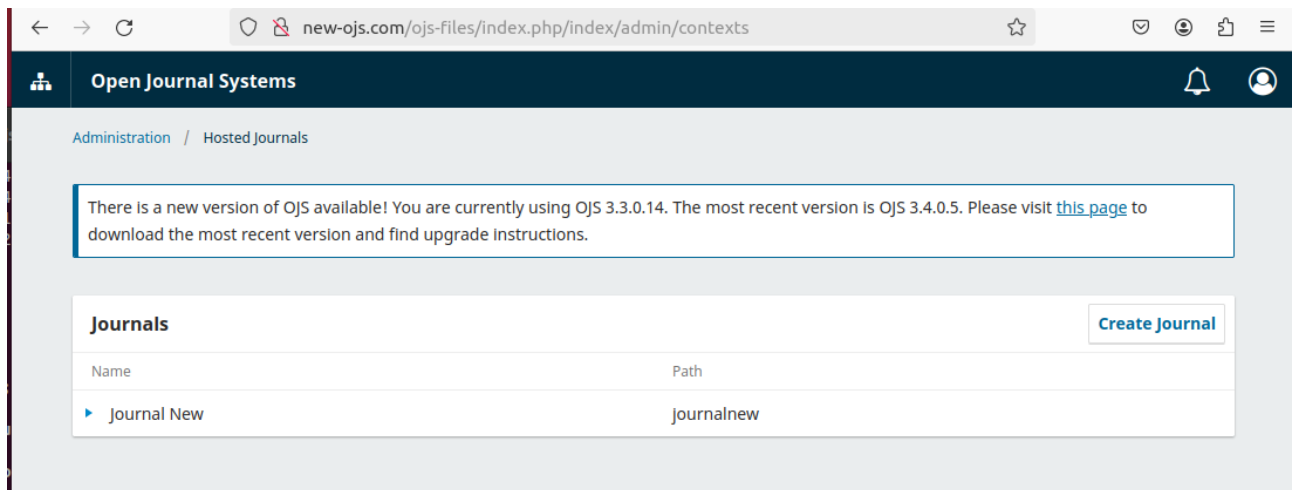 new-ojs.com/ojs-files/index.php/index/admin/contexts
Open Journal Systems
Administration / Hosted Journals
There is a new version of OJS available! You are currently using OJS 3.3.0.14. The most recent version is OJS 3.4.0.5. Please visit this page to
download the most recent version and find upgrade instructions.
Journals
Create Journal
Name Path
Journal New journalnew